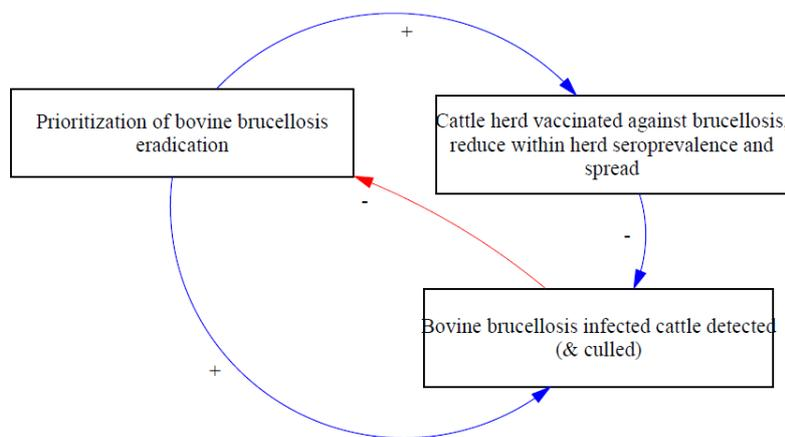 +
Prioritization of bovine brucellosis
eradication
Cattle herd vaccinated against brucellosis,
reduce within herd seroprevalence and
spread
-
-
Bovine brucellosis infected cattle detected
(& culled)
+